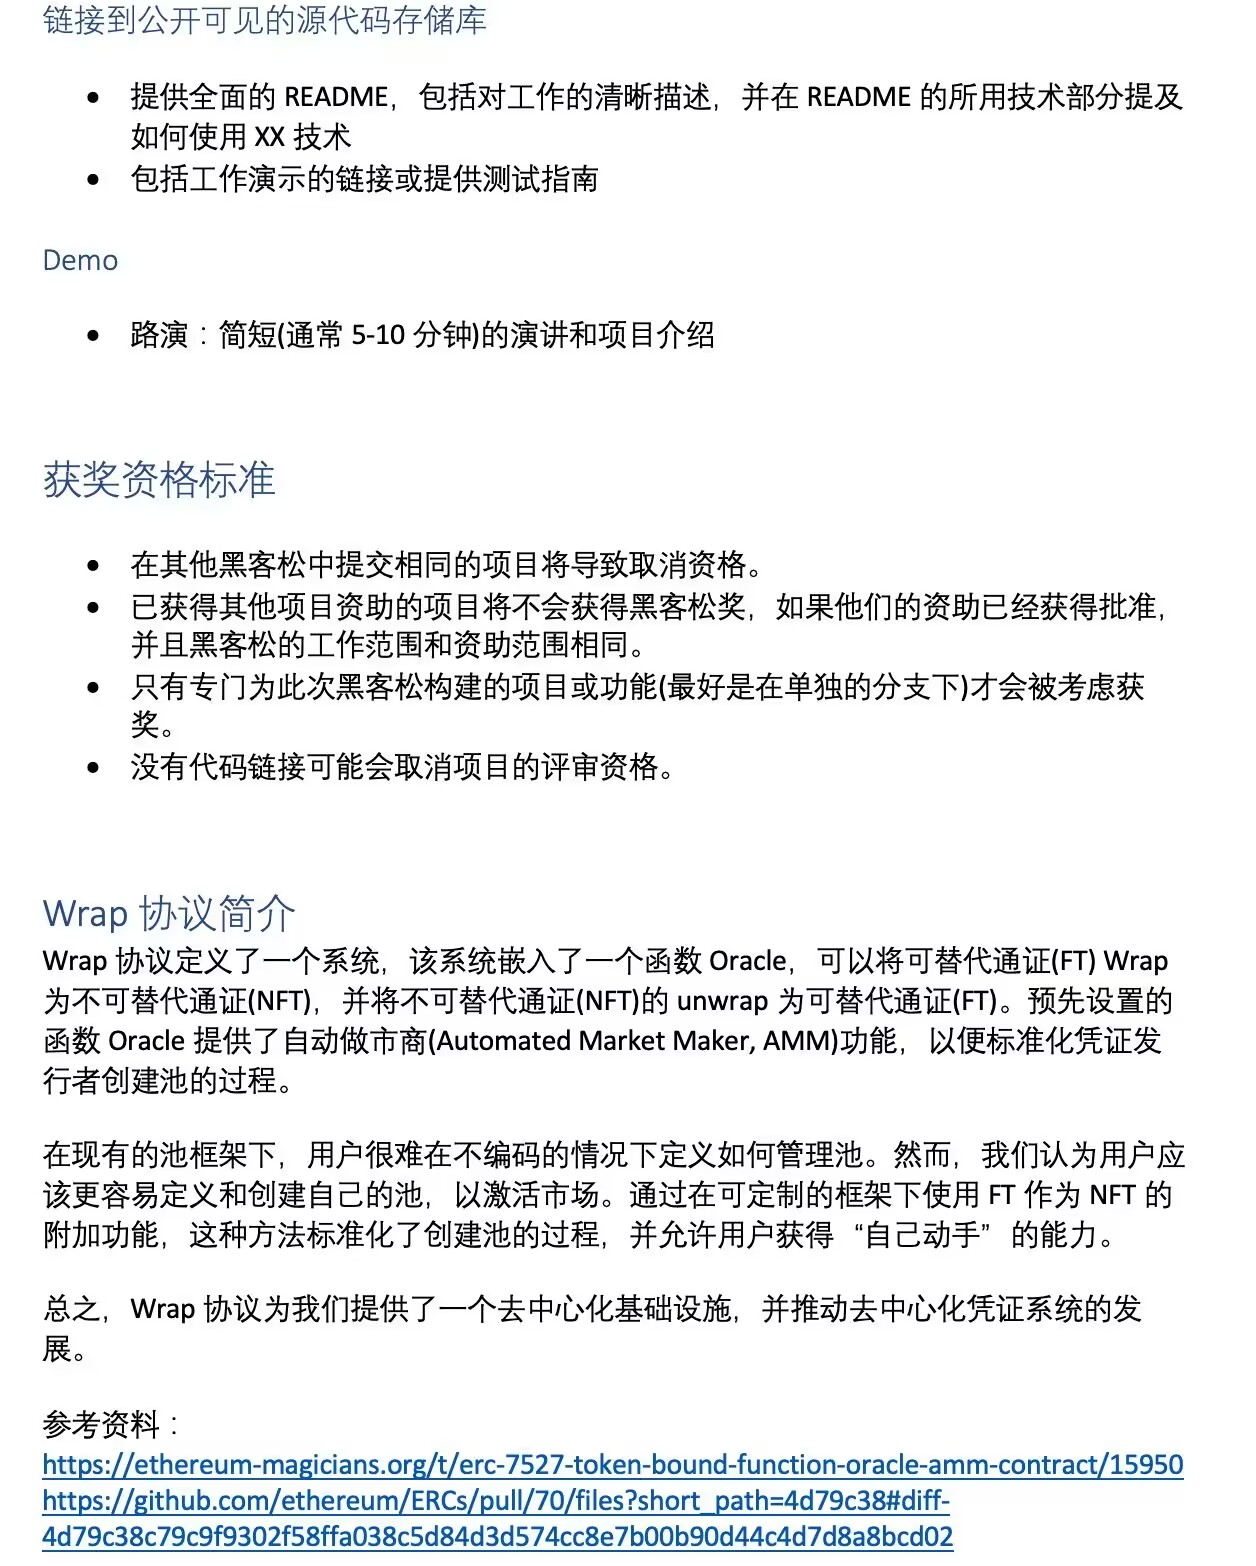 链接到公开可见的源代码存储库
• 提供全面的 README，包括对工作的清晰描述，并在 README 的所用技术部分提及
如何使用 XX 技术
• 包括工作演示的链接或提供测试指南
Demo
• 路演：简短(通常 5-10 分钟)的演讲和项目介绍
获奖资格标准
• 在其他黑客松中提交相同的项目将导致取消资格。
• 已获得其他项目资助的项目将不会获得黑客松奖，如果他们的资助已经获得批准，
并且黑客松的工作范围和资助范围相同。
• 只有专门为此次黑客松构建的项目或功能(最好是在单独的分支下)才会被考虑获
奖。
• 没有代码链接可能会取消项目的评审资格。
Wrap 协议简介
Wrap 协议定义了一个系统，该系统嵌入了一个函数 Oracle，可以将可替代通证(FT) Wrap
为不可替代通证(NFT)，并将不可替代通证(NFT)的 unwrap 为可替代通证(FT)。预先设置的
函数 Oracle 提供了自动做市商(Automated Market Maker, AMM)功能，以便标准化凭证发
行者创建池的过程。
在现有的池框架下，用户很难在不编码的情况下定义如何管理池。然而，我们认为用户应
该更容易定义和创建自己的池，以激活市场。通过在可定制的框架下使用 FT 作为 NFT 的
附加功能，这种方法标准化了创建池的过程，并允许用户获得“自己动手”的能力。
总之，Wrap 协议为我们提供了一个去中心化基础设施，并推动去中心化凭证系统的发
展。
参考资料：
https://ethereum-magicians.org/t/erc-7527-token-bound-function-oracle-amm-contract/15950
https://github.com/ethereum/ERCs/pull/70/files?short_path=4d79c38#diff-
4d79c38c79c9f9302f58ffa038c5d84d3d574cc8e7b00b90d44c4d7d8a8bcd02